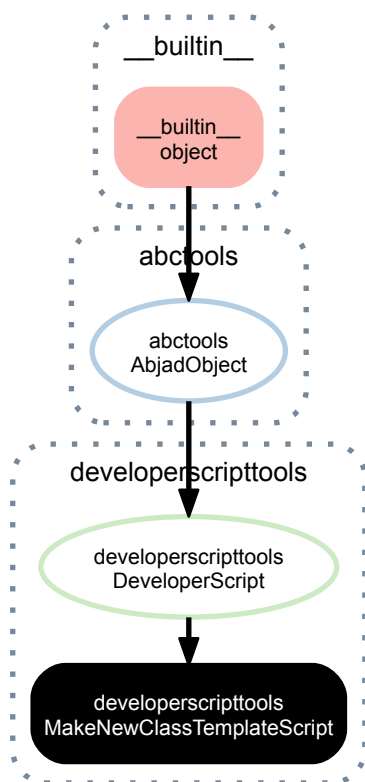 __builtin__
__builtin__
object
abctools
abctools
AbjadObject
developerscripttools
developerscripttools
DeveloperScript
developerscripttools
MakeNewClassTemplateScript